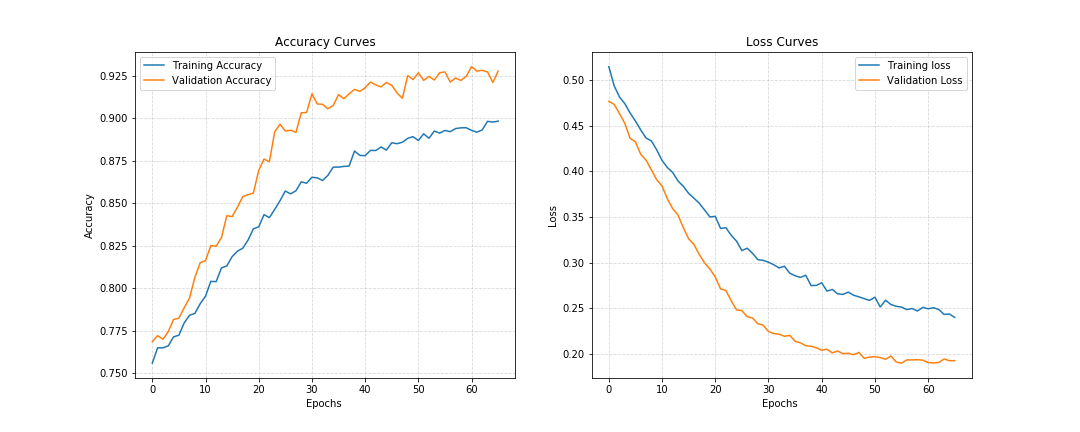 Accuracy Curves
Training Accuracy
Validation Accuracy
0.925
0.900
0.875
0.850
0.825
0.800
0.775
0.750
Accuracy
0 10 20 30 40 50 60
Epochs
Loss Curves
Training loss
Validation Loss
0.50
0.45
0.40
0.35
0.30
0.25
0.20
Loss
0 10 20 30 40 50 60
Epochs